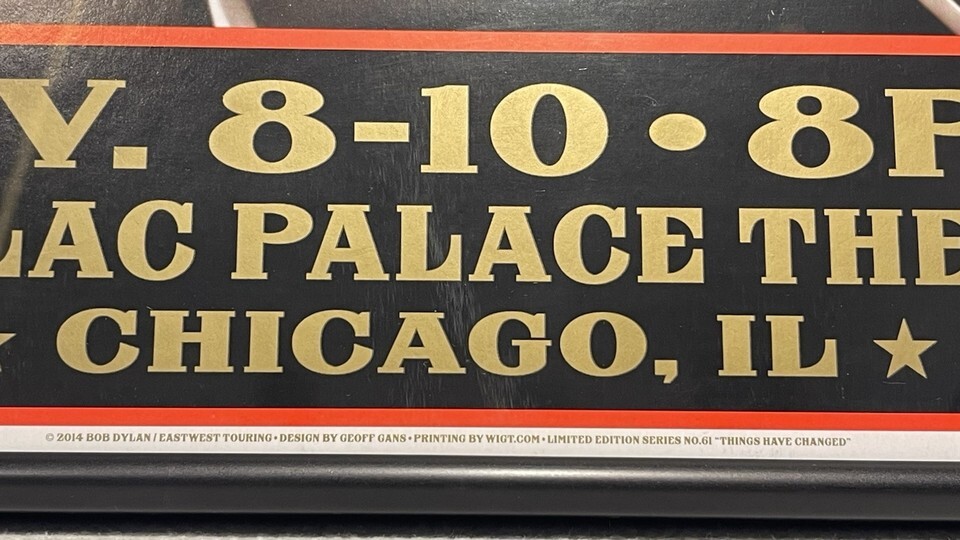 V. 8-10 • 8P
LAC PALACE THE
★ CHICAGO, IL ★
© 2014 BOB DYLAN / EASTWEST TOURING • DESIGN BY GEOFF GANS • PRINTING BY WIGT.COM • LIMITED EDITION SERIES NO.61 "THINGS HAVE CHANGED"